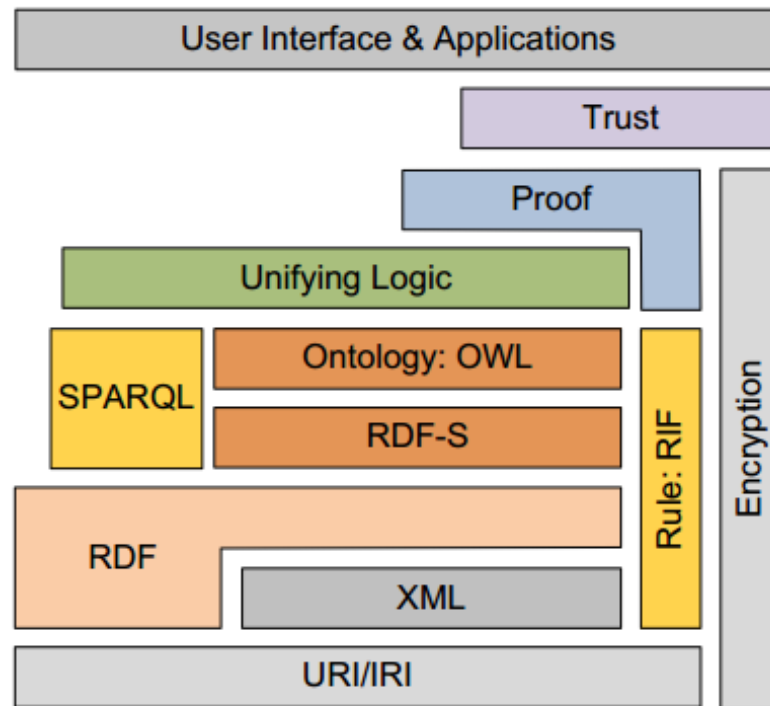 User Interface & Applications
Trust
Proof
Unifying Logic
SPARQL
Ontology: OWL
RDF-S
Rule: RIF
Encryption
RDF
XML
URI/IRI